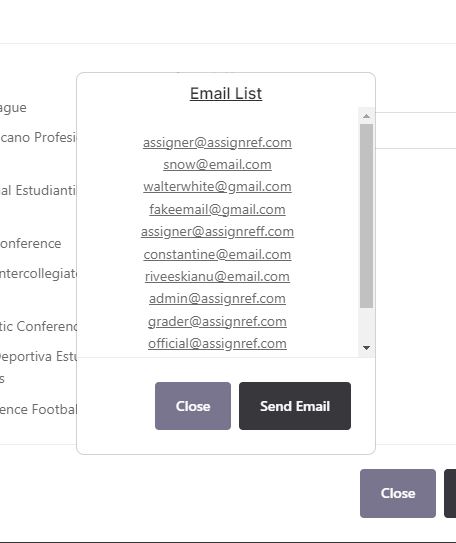 Email List
ague
assigner@assignref.com
cano Profesi
snow@email.com
walterwhite@gmail.com
al Estudianti
fakeemail@gmail.com
assigner@assignreff.com
onference
constantine@email.com
ntercollegiat
riveeskianu@email.com
admin@assignref.com
grader@assignref.com
tic Conferenc
official@assignref.com
Deportiva Estu
s
ence Footbal
Close
Send Email
Close